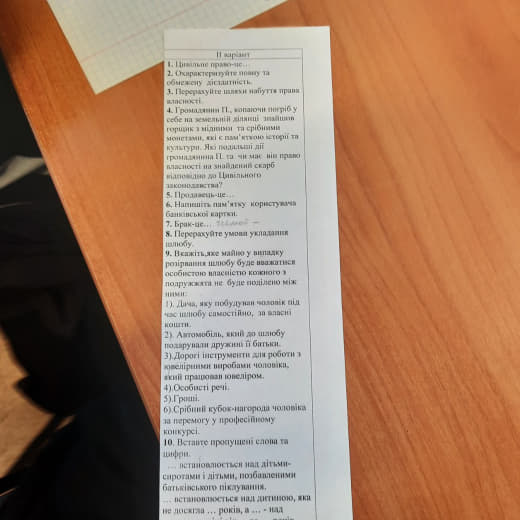 ІІ варіант
1. Цивільне право-це…
2. Охарактеризуйте повну та
обмежену дієздатність.
3. Перерахуйте шляхи набуття права
власності.
4. Громадянин П., копаючи погріб у
себе на земельній ділянці знайшов
горщик з мідними та срібними
монетами, які є пам'яткою історії та
культури. Які подальші дії
громадянина П. та чи має він право
власності на знайдений скарб
відповідно до Цивільного
законодавства?
5. Продавець-це…
6. Напишіть пам'ятку користувача
банківської картки.
7. Брак-це…
8. Перерахуйте умови укладання
шлюбу.
9. Вкажіть,яке майно у випадку
розірвання шлюбу буде вважатися
особистою власністю кожного з
подружжята не буде поділено між
ними:
1). Дача, яку побудував чоловік під
час шлюбу самостійно, за власні
кошти.
2). Автомобіль, який до шлюбу
подарували дружині її батьки.
3).Дорогі інструменти для роботи з
ювелірними виробами чоловіка,
який працював ювеліром.
4).Особисті речі.
5).Гроші.
6).Срібний кубок-нагорода чоловіка
за перемогу у професійному
конкурсі.
10. Вставте пропущені слова та
цифри.
… встановлюється над дітьми-
сиротами і дітьми, позбавленими
батьківського піклування.
… встановлюється над дитиною, яка
не досягла … років, а … - над